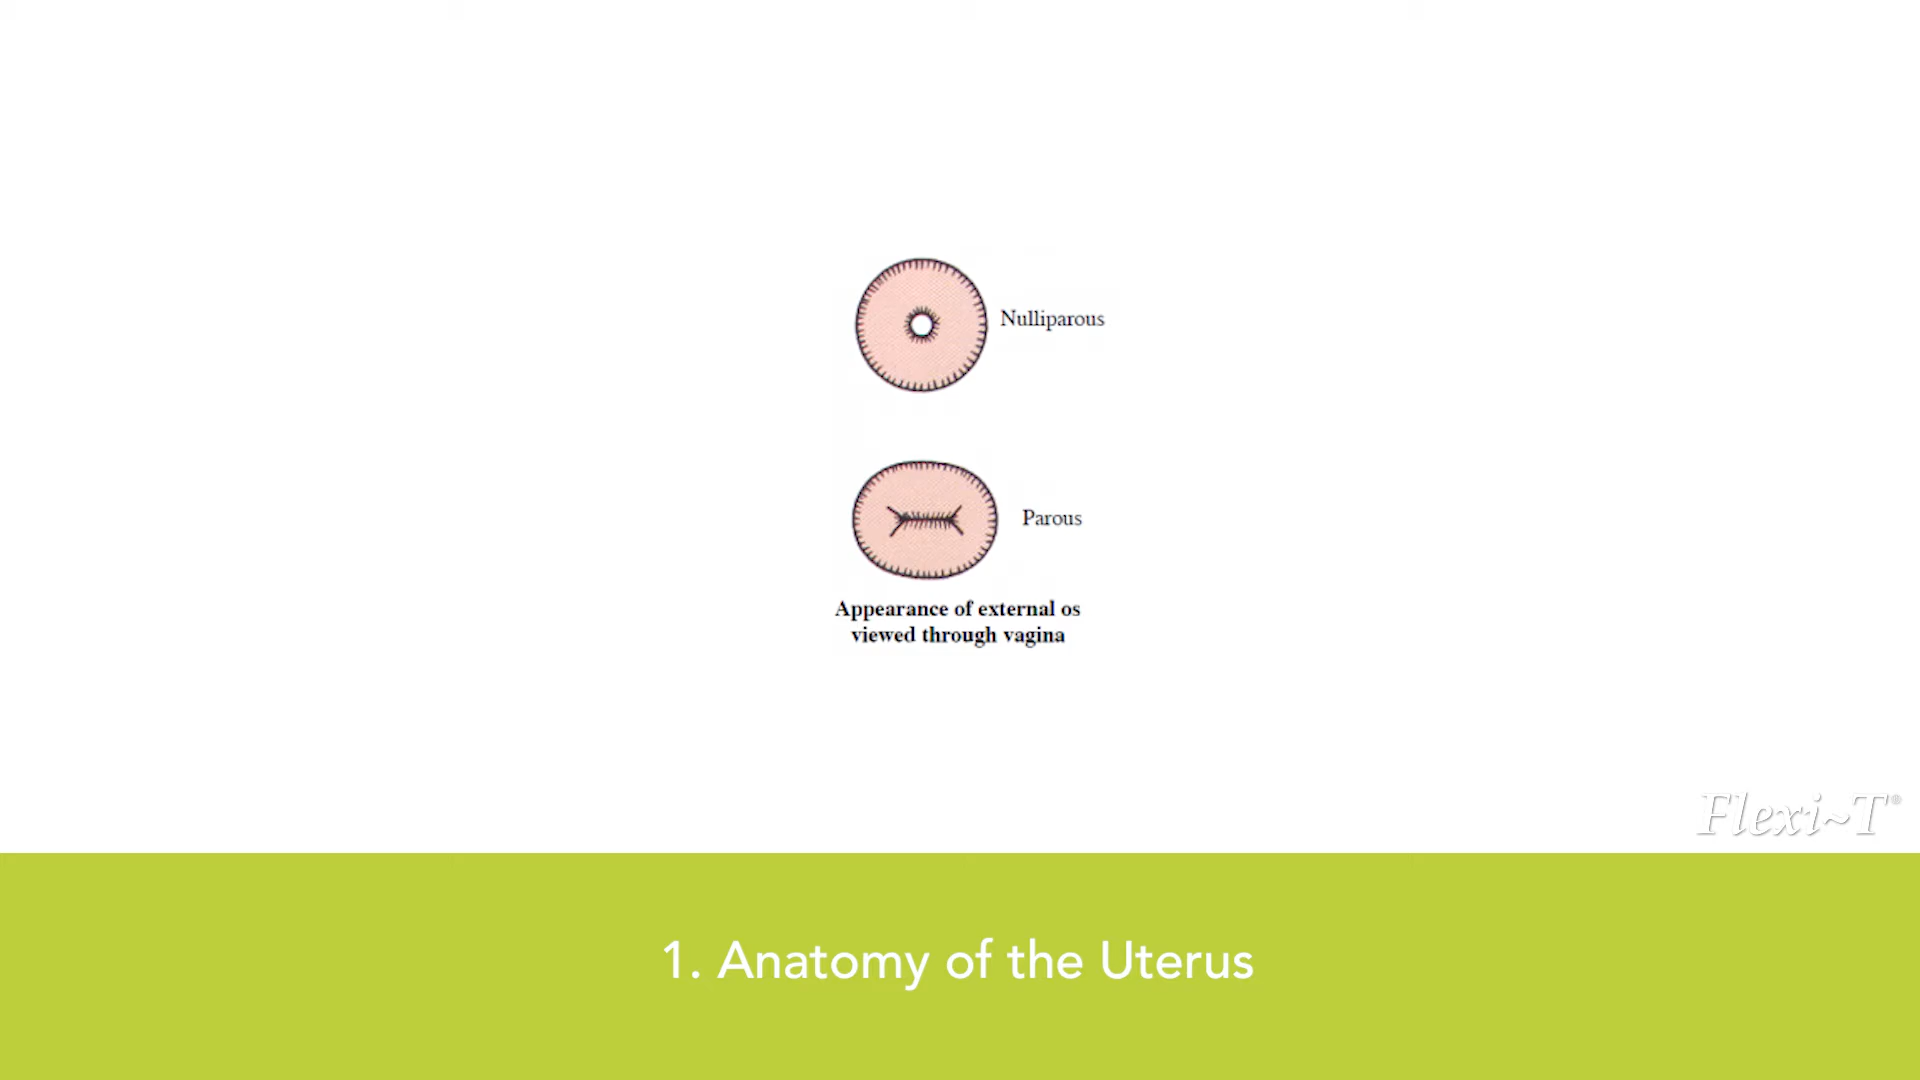 Nulliparous
Parous
Appearance of external os
viewed through vagina
Flexi~T®
1. Anatomy of the Uterus